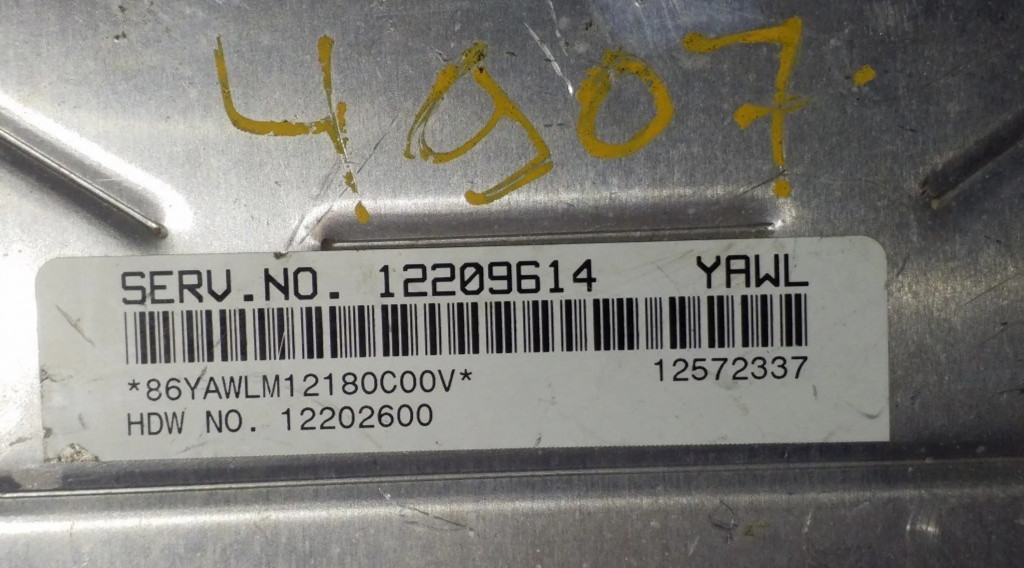 4907
SERV.NO. 12209614 YAWL
*86YAWLM12180C00V* 12572337
HDW NO. 12202600